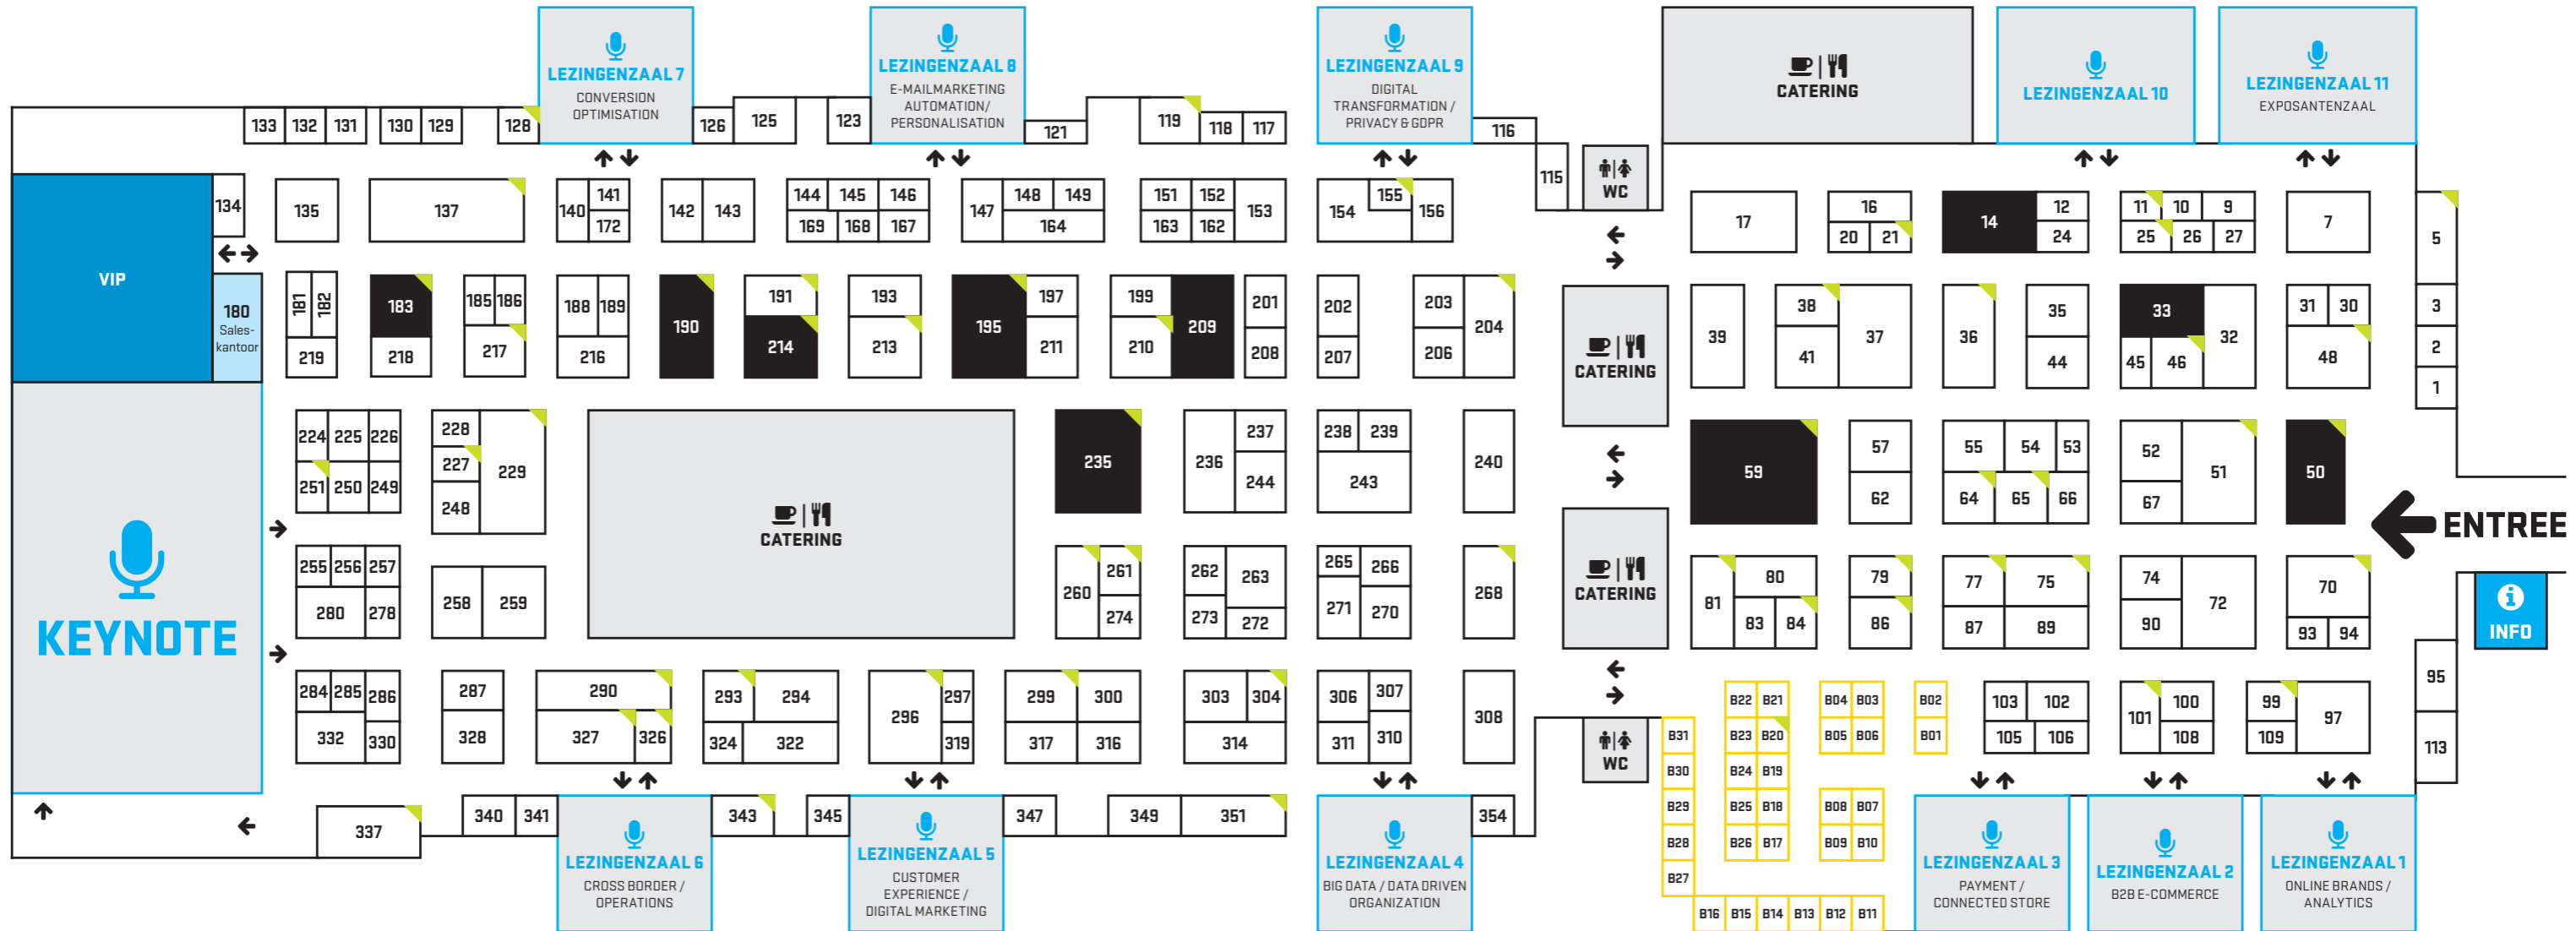 LEZINGENZAAL 7
CONVERSION
OPTIMISATION
LEZINGENZAAL 8
E-MAILMARKETING
AUTOMATION/
PERSONALISATION
LEZINGENZAAL 9
DIGITAL
TRANSFORMATION /
PRIVACY & GDPR
CATERING
LEZINGENZAAL 10
LEZINGENZAAL 11
EXPOSANTENZAAL
133 132 131 130 129 128 126 125 123 121 119 118 117 116 115
WC
VIP
134 135 137 140 141 172 142 143 144 145 146 169 168 167 147 148 149 164 151 152 153 163 162 154 155 156
17 16 20 21 14 12 24 11 10 9 25 26 27 7 5
180
Sales-
kantoor
181 182 219 183 218 185 186 217 188 189 216 190 191 214 193 213 195 197 211 199 210 209 201 208 202 207 203 206 204
CATERING
39 38 41 37 36 35 44 33 45 46 32 31 30 48 3 2 1
224 225 226 251 250 249 228 227 248 229
CATERING
235 236 237 244 238 239 243 240
59 57 62 55 54 53 64 65 66 52 67 51 50
ENTREE
KEYNOTE
255 256 257 280 278 258 259 260 261 274 262 263 273 272 265 266 271 270 268
CATERING
81 80 83 84 79 86 77 75 87 89 74 90 72 70 93 94
INFO
95 113
284 285 286 332 330 287 328 290 327 326 293 294 324 322 296 297 319 299 300 317 316 303 304 314 306 307 311 310 308
WC
B22 B21 B04 B03 B02
B31 B23 B20 B05 B06 B01
B30 B24 B19
B29 B25 B18 B08 B07
B28 B26 B17 B09 B10
B27
B16 B15 B14 B13 B12 B11
103 102 105 106 101 100 108 99 109 97
337 340 341 343 345 347 349 351 354
LEZINGENZAAL 6
CROSS BORDER /
OPERATIONS
LEZINGENZAAL 5
CUSTOMER
EXPERIENCE /
DIGITAL MARKETING
LEZINGENZAAL 4
BIG DATA / DATA DRIVEN
ORGANIZATION
LEZINGENZAAL 3
PAYMENT /
CONNECTED STORE
LEZINGENZAAL 2
B2B E-COMMERCE
LEZINGENZAAL 1
ONLINE BRANDS /
ANALYTICS